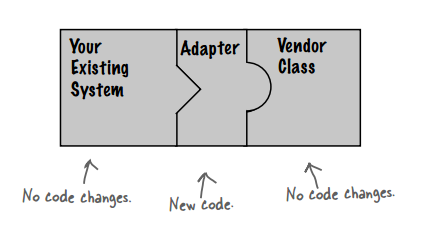 Your
Existing
System
Adapter
Vendor
Class
No code changes.
New code.
No code changes.